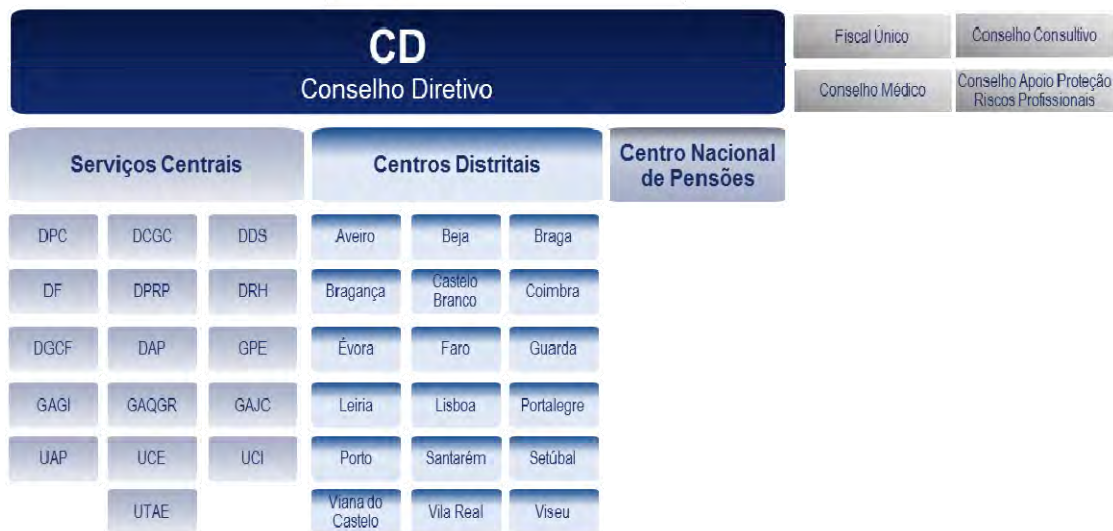 CD
Conselho Diretivo
Fiscal Único
Conselho Consultivo
Conselho Médico
Conselho Apoio Proteção
Riscos Profissionais
Serviços Centrais
Centros Distritais
Centro Nacional
de Pensões
DPC
DCGC
DDS
Aveiro
Beja
Braga
DF
DPRP
DRH
Bragança
Castelo
Branco
Coimbra
DGCF
DAP
GPE
Évora
Faro
Guarda
GAGI
GAQGR
GAJC
Leiria
Lisboa
Portalegre
UAP
UCE
UCI
Porto
Santarém
Setúbal
UTAE
Viana do
Castelo
Vila Real
Viseu